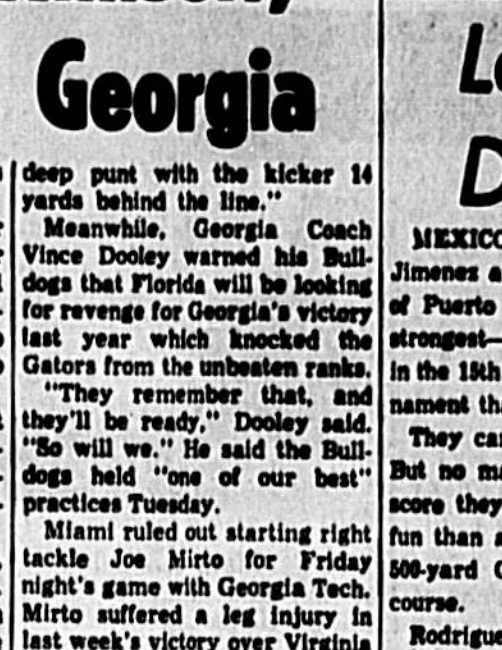 Georgia
deep punt with the kicker 14
yards behind the line."
Meanwhile, Georgia Coach
Vince Dooley warned his Bull-
dogs that Florida will be looking
for revenge for Georgia's victory
last year which knocked the
Gators from the unbeaten ranks.
"They remember that, and
they'll be ready," Dooley said.
"So will we." He said the Bull-
dogs held "one of our best"
practices Tuesday.
Miami ruled out starting right
tackle Joe Mirto for Friday
night's game with Georgia Tech.
Mirto suffered a leg injury in
last week's victory over Virginia
MEXICO
Jimenez
of Puerto
strongest—
in the 15th
nament
They
But no
score they
fun than
500-yard
course.